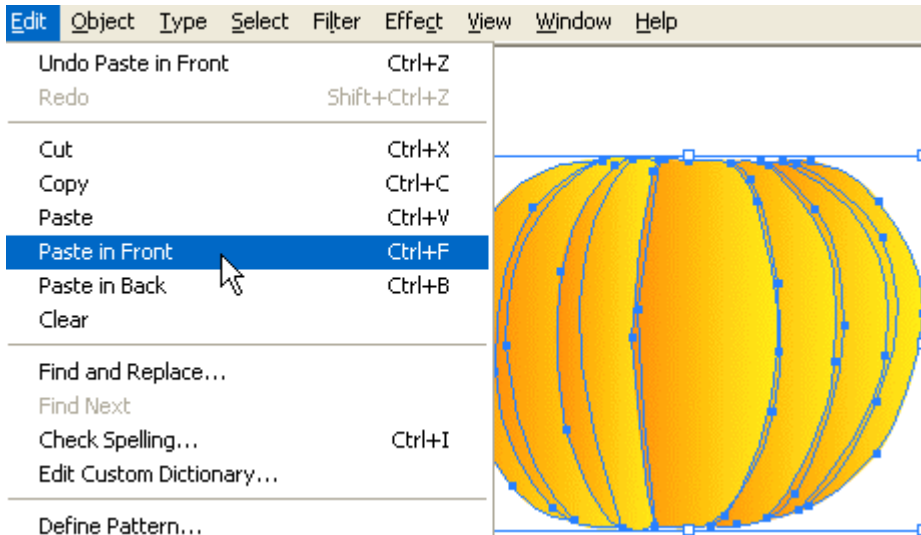 Edit Object Type Select Filter Effect View Window Help
Undo Paste in Front Ctrl+Z
Redo Shift+Ctrl+Z
Cut Ctrl+X
Copy Ctrl+C
Paste Ctrl+V
Paste in Front Ctrl+F
Paste in Back Ctrl+B
Clear
Find and Replace...
Find Next
Check Spelling... Ctrl+I
Edit Custom Dictionary...
Define Pattern...